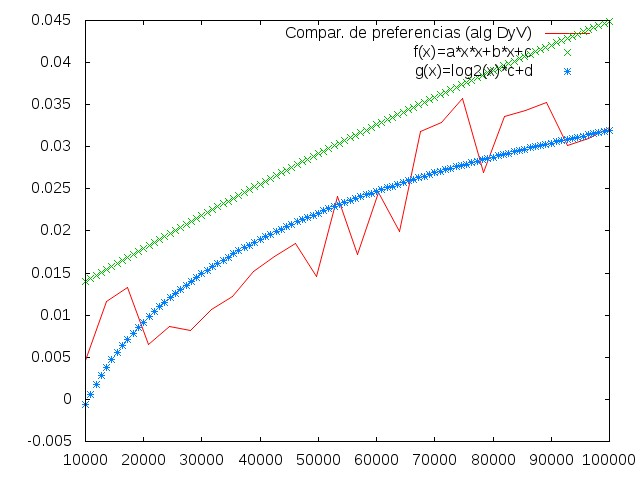 0.045
0.04
0.035
0.03
0.025
0.02
0.015
0.01
0.005
0
-0.005
10000 20000 30000 40000 50000 60000 70000 80000 90000 100000
Compar. de preferencias (alg DyV)
f(x)=a*x*x+b*x+c
g(x)=log2(x)*c+d